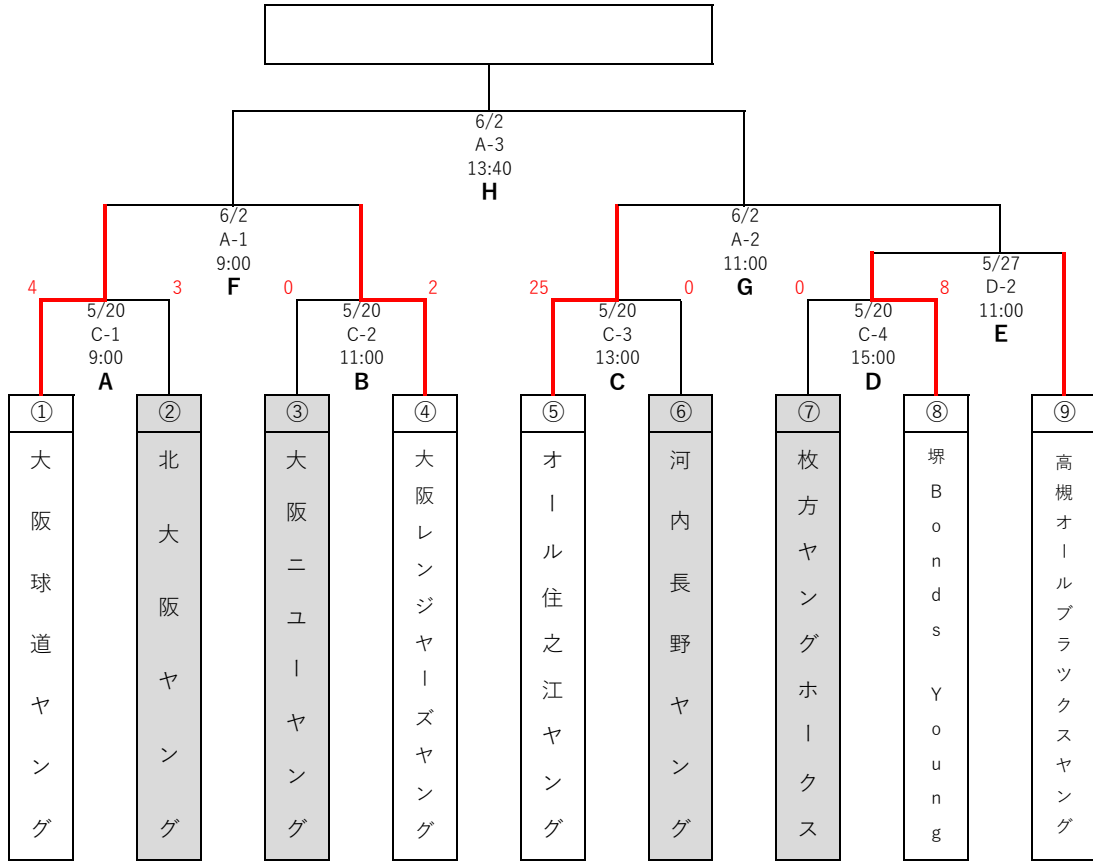 6/2
A-3
13:40
H
6/2
A-1
9:00
F
6/2
A-2
11:00
G
5/27
D-2
11:00
E
4
3
5/20
C-1
9:00
A
0
2
5/20
C-2
11:00
B
25
0
5/20
C-3
13:00
C
0
8
5/20
C-4
15:00
D
①
大阪球道ヤング
②
北大阪ヤング
③
大阪ニユーヤング
④
大阪レンジヤーズヤング
⑤
オール住之江ヤング
⑥
河内長野ヤング
⑦
枚方ヤングホークス
⑧
堺Bonds Young
⑨
高槻オールブラツクスヤング